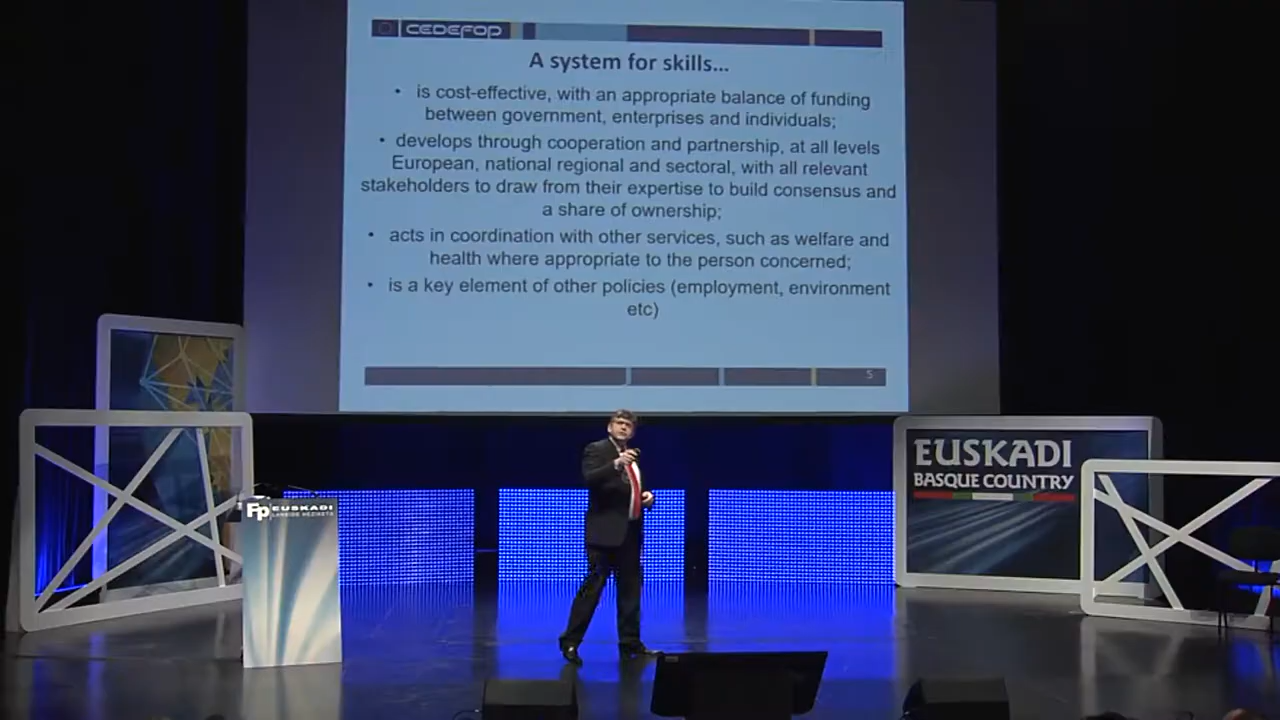 CEDEFOP
A system for skills...
• is cost-effective, with an appropriate balance of funding
between government, enterprises and individuals;
• develops through cooperation and partnership, at all levels
European, national regional and sectoral, with all relevant
stakeholders to draw from their expertise to build consensus and
a share of ownership;
• acts in coordination with other services, such as welfare and
health where appropriate to the person concerned;
• is a key element of other policies (employment, environment
etc)
5
EUSKADI
BASQUE COUNTRY
Fp EUSKADI
LANBIDE HEZIKETA